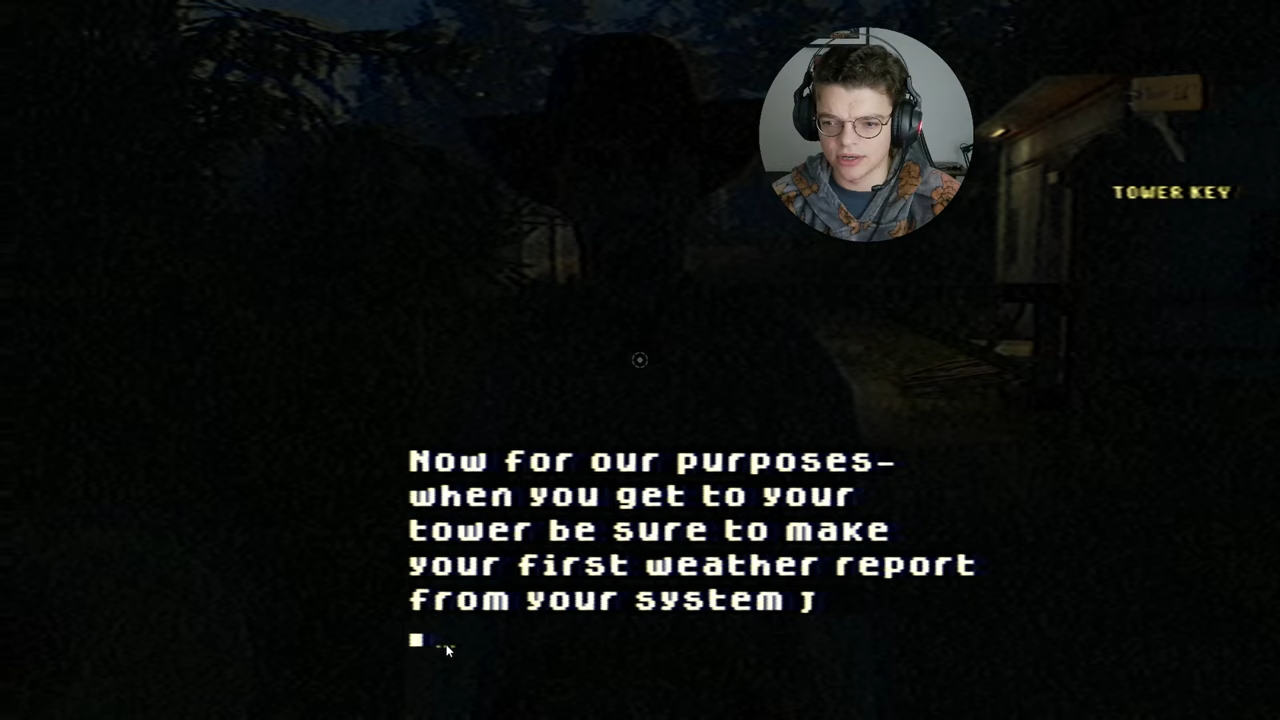 TOWER KEY
Now for our purposes-
when you get to your
tower be sure to make
your first weather report
from your system J